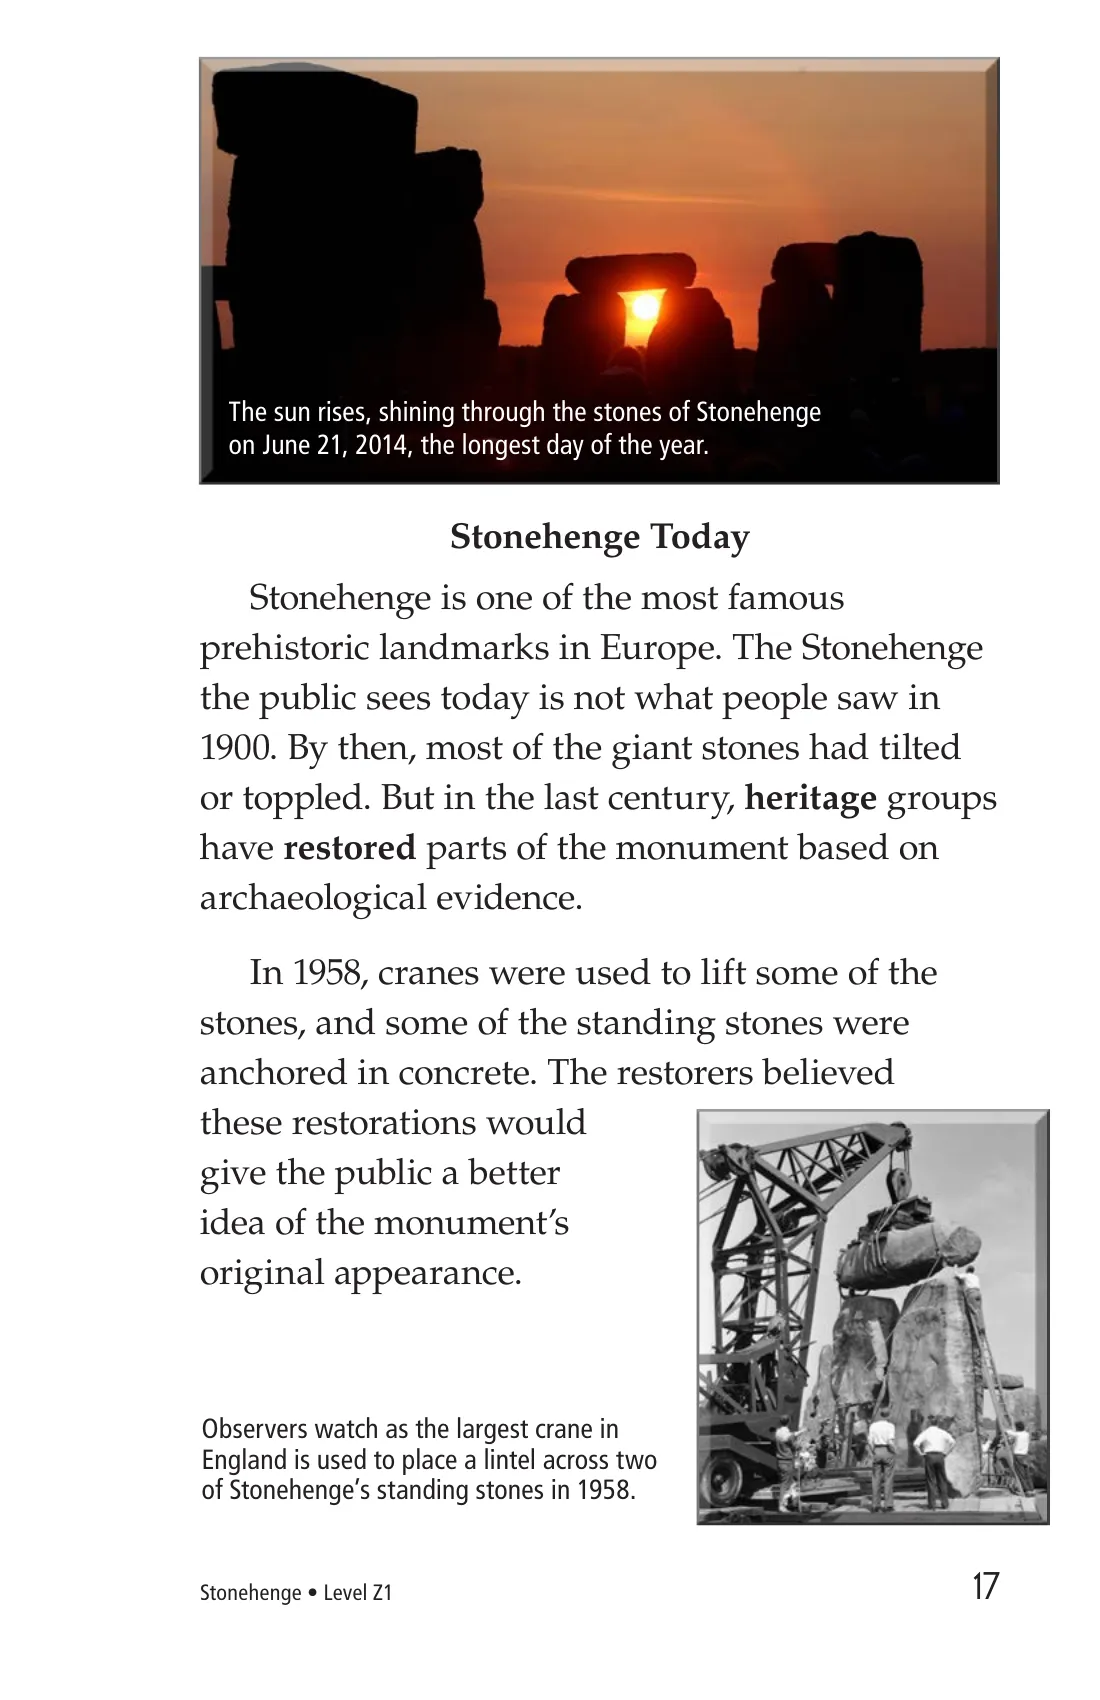 The sun rises, shining through the stones of Stonehenge
on June 21, 2014, the longest day of the year.
Stonehenge Today
Stonehenge is one of the most famous
prehistoric landmarks in Europe. The Stonehenge
the public sees today is not what people saw in
1900. By then, most of the giant stones had tilted
or toppled. But in the last century, heritage groups
have restored parts of the monument based on
archaeological evidence.
In 1958, cranes were used to lift some of the
stones, and some of the standing stones were
anchored in concrete. The restorers believed
these restorations would
give the public a better
idea of the monument’s
original appearance.
Observers watch as the largest crane in
England is used to place a lintel across two
of Stonehenge’s standing stones in 1958.
Stonehenge • Level Z1
17